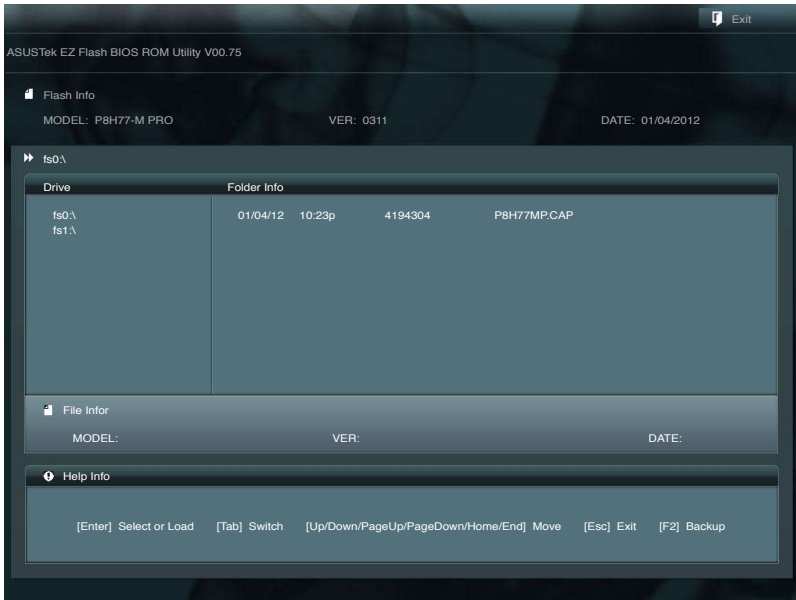 Exit
ASUSTek EZ Flash BIOS ROM Utility V00.75
Flash Info
MODEL: P8H77-M PRO VER: 0311 DATE: 01/04/2012
fs0:\
Drive Folder Info
fs0:\ 01/04/12 10:23p 4194304 P8H77MP.CAP
fs1:\
File Infor
MODEL: VER: DATE:
Help Info
[Enter] Select or Load [Tab] Switch [Up/Down/PageUp/PageDown/Home/End] Move [Esc] Exit [F2] Backup